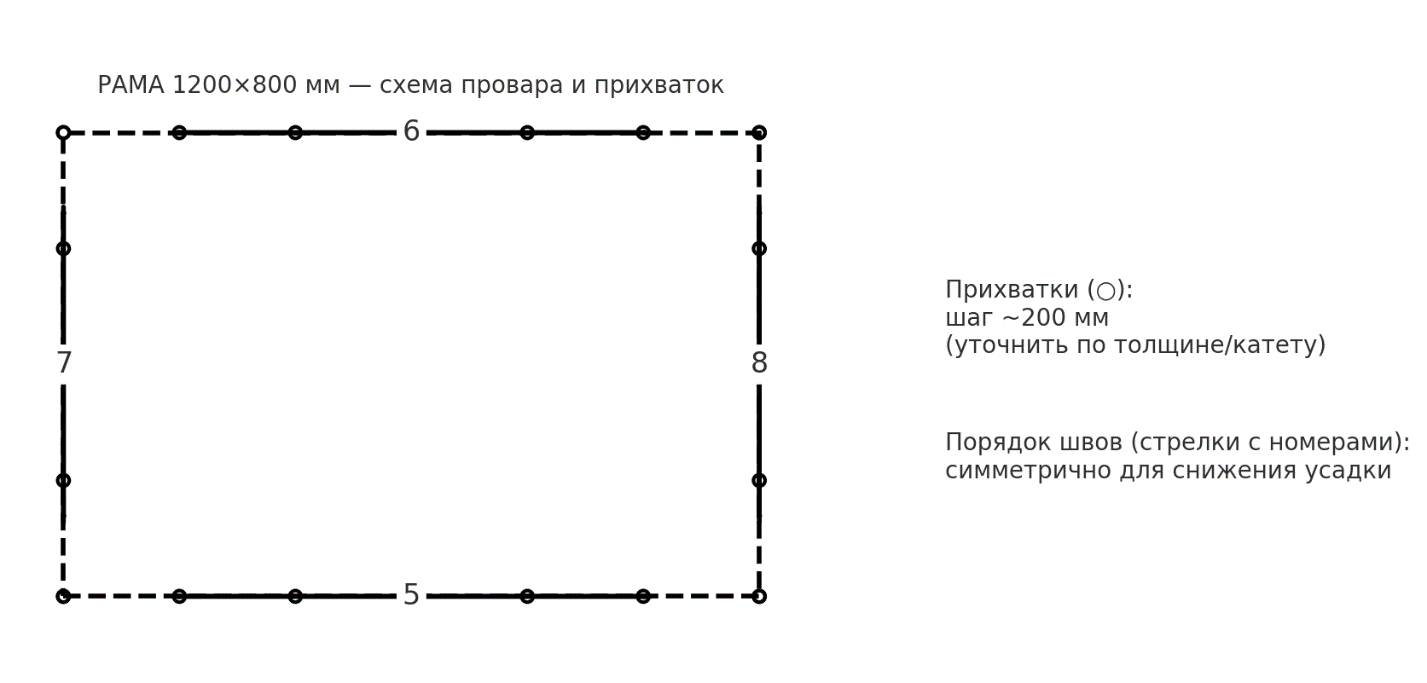 РАМА 1200×800 мм — схема провара и прихваток
6
7
8
5
Прихватки (○):
шаг ~200 мм
(уточнить по толщине/катету)
Порядок швов (стрелки с номерами):
симметрично для снижения усадки